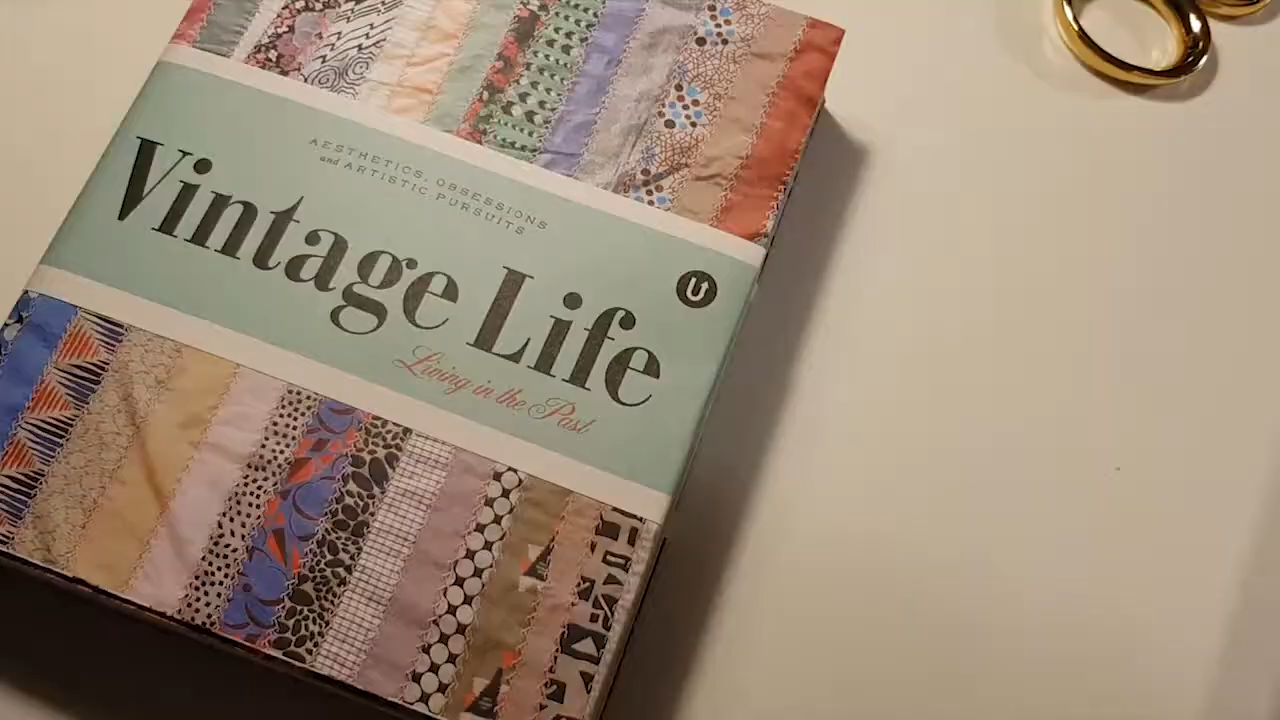 AESTHETICS, OBSESSIONS
and ARTISTIC PURSUITS
Vintage Life
Living in the Past
U